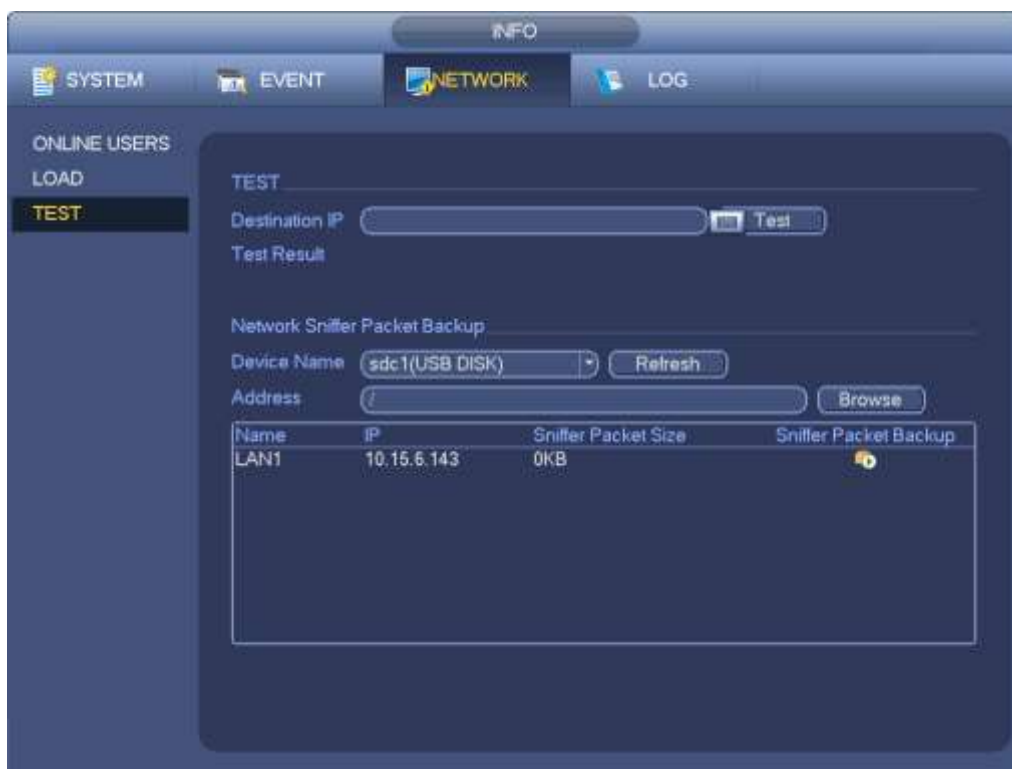 INFO
SYSTEM EVENT NETWORK LOG
ONLINE USERS
LOAD
TEST
TEST
Destination IP Test
Test Result
Network Sniffer Packet Backup
Device Name sdc1(USB DISK) Refresh
Address / Browse
Name IP Sniffer Packet Size Sniffer Packet Backup
LAN1 10.15.6.143 0KB